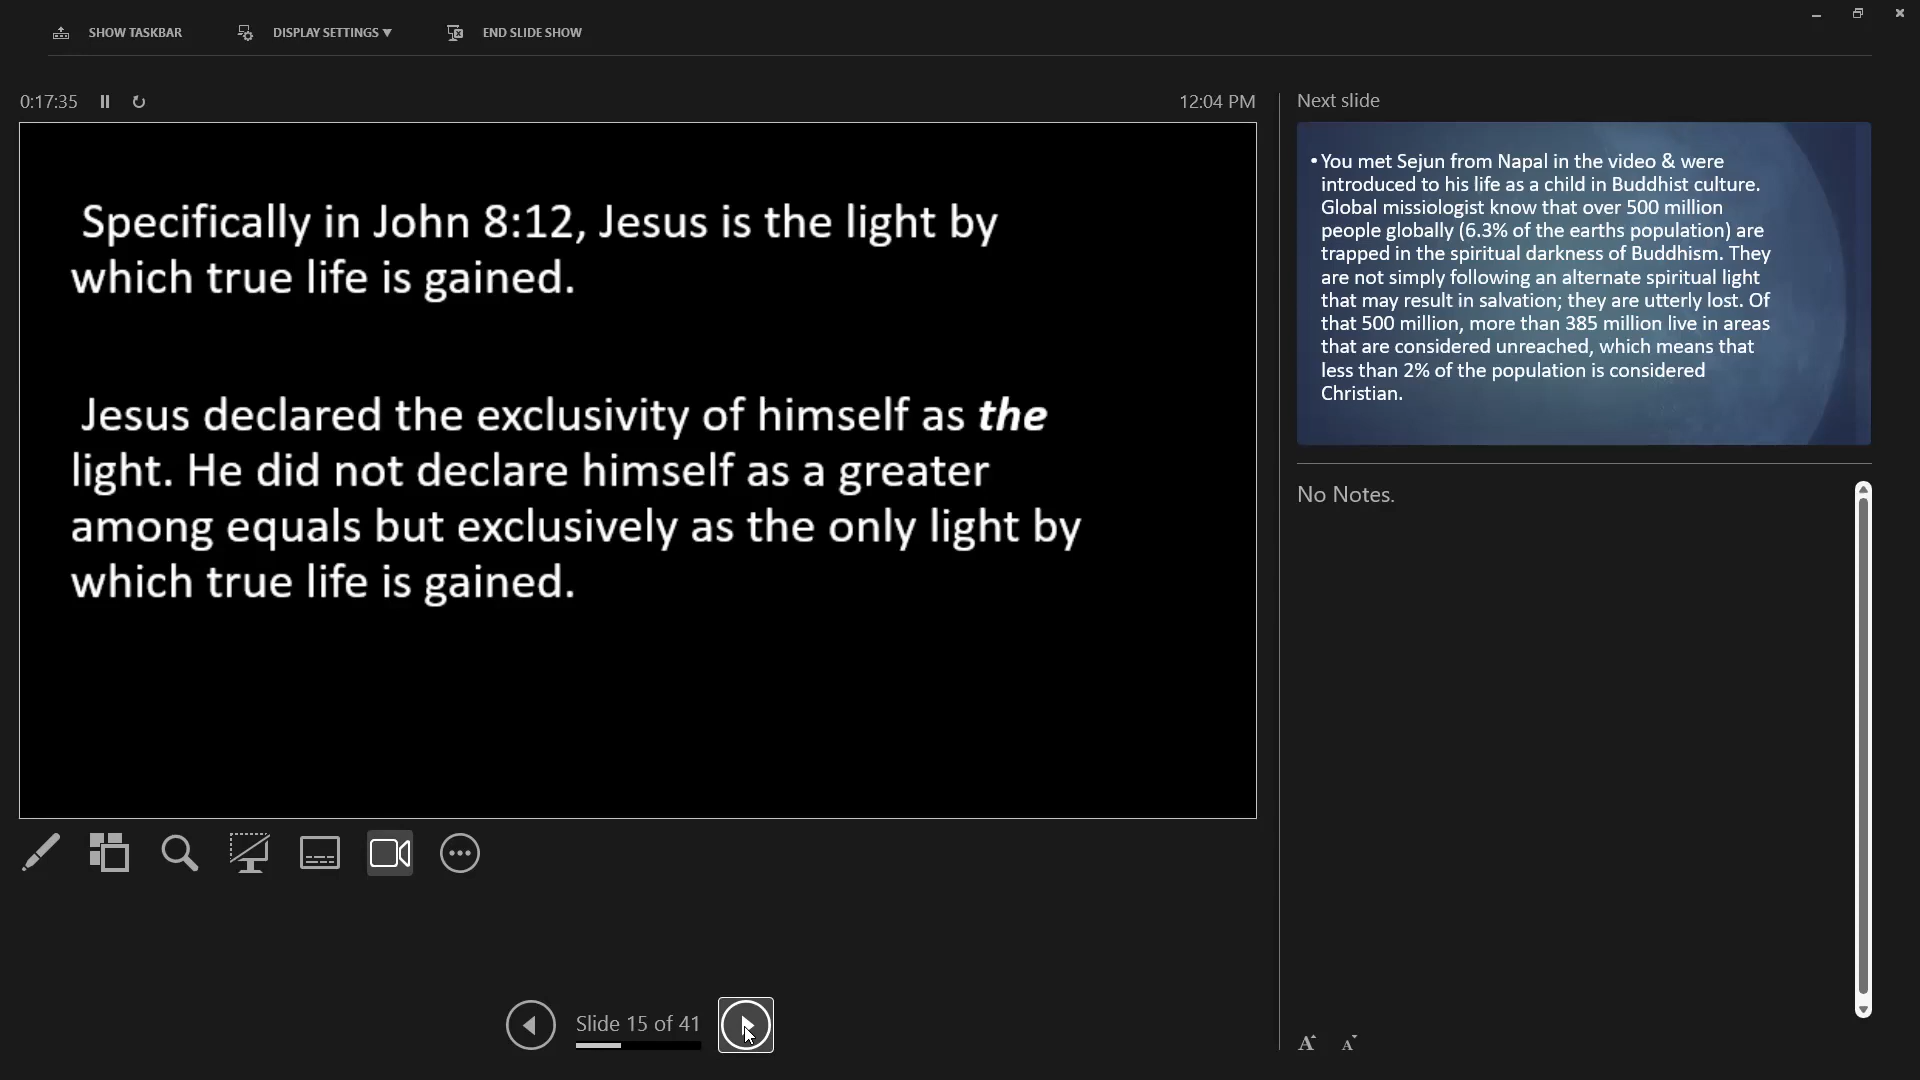 SHOW TASKBAR
DISPLAY SETTINGS ▼
END SLIDE SHOW
0:17:35
12:04 PM
Specifically in John 8:12, Jesus is the light by
which true life is gained.
Jesus declared the exclusivity of himself as the
light. He did not declare himself as a greater
among equals but exclusively as the only light by
which true life is gained.
Slide 15 of 41
Next slide
• You met Sejun from Napal in the video & were
introduced to his life as a child in Buddhist culture.
Global missiologist know that over 500 million
people globally (6.3% of the earths population) are
trapped in the spiritual darkness of Buddhism. They
are not simply following an alternate spiritual light
that may result in salvation; they are utterly lost. Of
that 500 million, more than 385 million live in areas
that are considered unreached, which means that
less than 2% of the population is considered
Christian.
No Notes.
A A